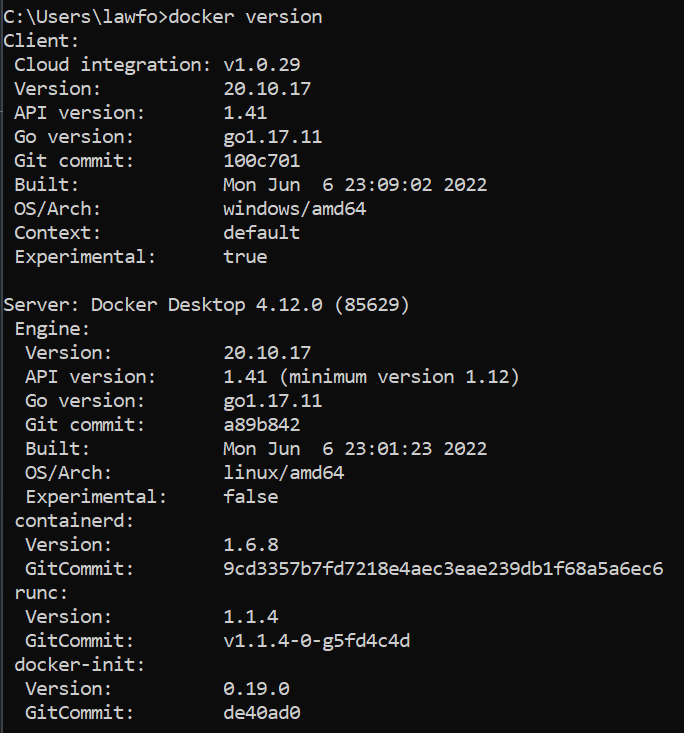 C:\Users\lawfo>docker version
Client:
 Cloud integration: v1.0.29
 Version:           20.10.17
 API version:       1.41
 Go version:        go1.17.11
 Git commit:        100c701
 Built:             Mon Jun  6 23:09:02 2022
 OS/Arch:           windows/amd64
 Context:           default
 Experimental:      true

Server: Docker Desktop 4.12.0 (85629)
 Engine:
  Version:          20.10.17
  API version:      1.41 (minimum version 1.12)
  Go version:       go1.17.11
  Git commit:       a89b842
  Built:            Mon Jun  6 23:01:23 2022
  OS/Arch:          linux/amd64
  Experimental:     false
 containerd:
  Version:          1.6.8
  GitCommit:        9cd3357b7fd7218e4aec3eae239db1f68a5a6ec6
 runc:
  Version:          1.1.4
  GitCommit:        v1.1.4-0-g5fd4c4d
 docker-init:
  Version:          0.19.0
  GitCommit:        de40ad0